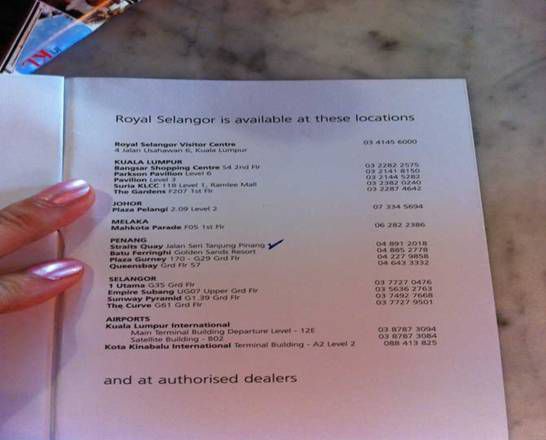 Royal Selangor is available at these locations
Royal Selangor Visitor Centre 03 4145 6000
4 Jalan Usahawan 6, Kuala Lumpur
KUALA LUMPUR
Bangsar Shopping Centre S4 2nd Flr 03 2282 2575
Parkson Pavilion Level 6 03 2141 8150
Pavilion Level 3 03 2144 5282
Suria KLCC 118 Level 1, Ramlee Mall 03 2382 0240
The Gardens F207 1st Flr 03 2287 4642
JOHOR
Plaza Pelangi 2.09 Level 2 07 334 5694
MELAKA
Mahkota Parade F05 1st Flr 06 282 2386
PENANG
Straits Quay Jalan Seri Tanjung Pinang 04 891 2018
Batu Ferringhi Golden Sands Resort 04 885 2778
Plaza Gurney 170 - G29 Grd Flr 04 227 9858
Queensbay Grd Flr 57 04 643 3332
SELANGOR
1 Utama G35 Grd Flr 03 7727 0476
Empire Subang UG07 Upper Grd Flr 03 5636 2763
Sunway Pyramid G1.39 Grd Flr 03 7492 7668
The Curve G61 Grd Flr 03 7727 9501
AIRPORTS
Kuala Lumpur International
Main Terminal Building Departure Level - 12E 03 8787 3094
Satellite Building - B02 03 8787 3084
Kota Kinabalu International Terminal Building - A2 Level 2 088 413 825
and at authorised dealers